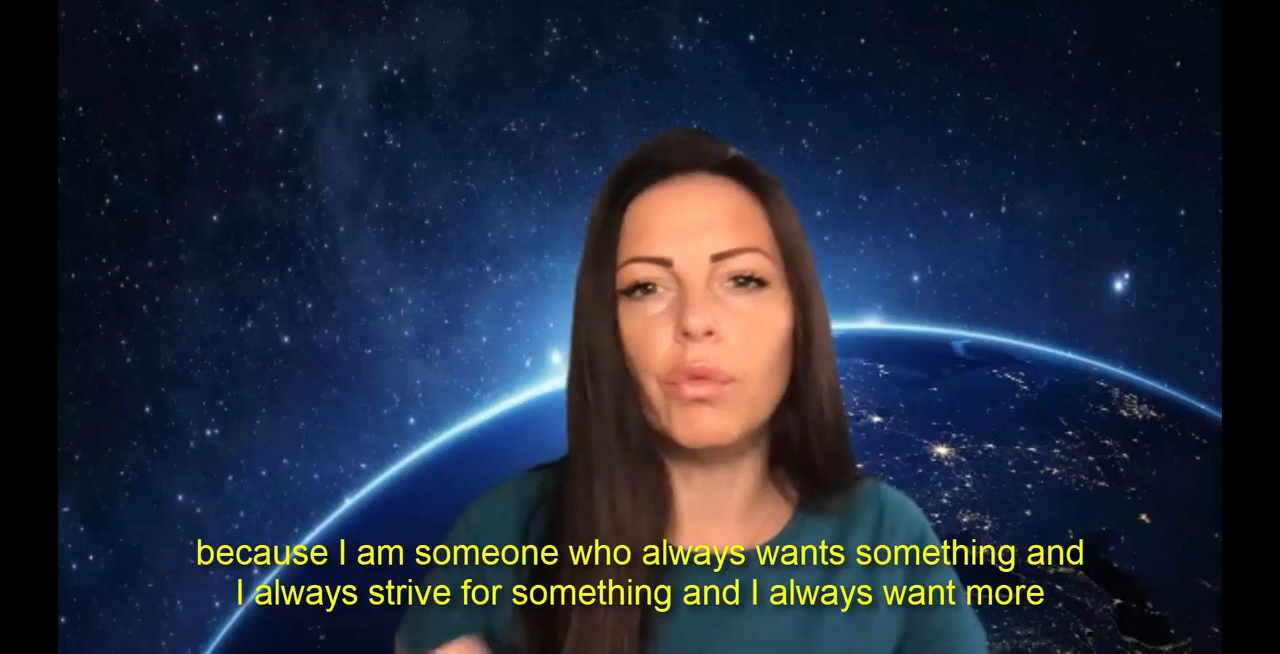 because I am someone who always wants something and
I always strive for something and I always want more